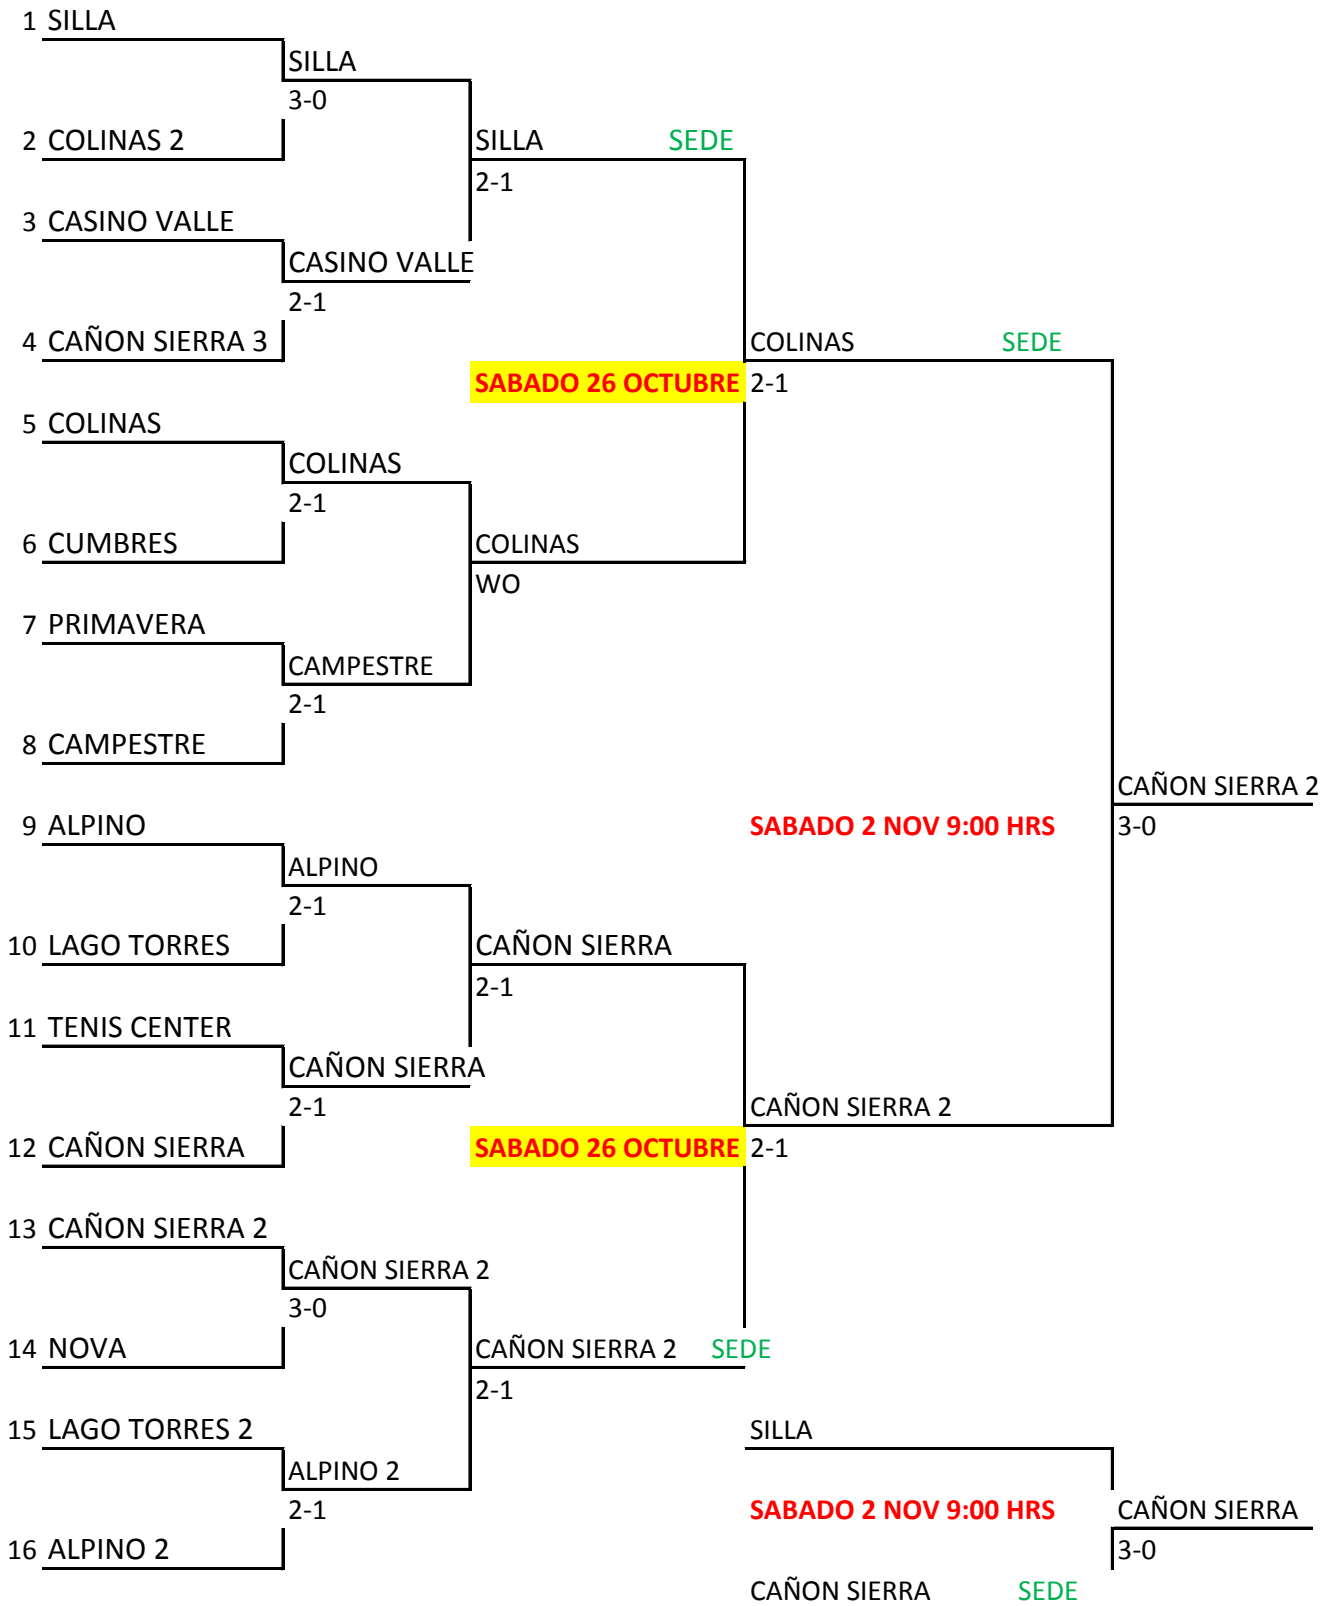 1 SILLA
SILLA
3-0
2 COLINAS 2
SILLA SEDE
2-1
3 CASINO VALLE
CASINO VALLE
2-1
4 CAÑON SIERRA 3
COLINAS SEDE
SABADO 26 OCTUBRE 2-1
5 COLINAS
COLINAS
2-1
6 CUMBRES
COLINAS
WO
7 PRIMAVERA
CAMPESTRE
2-1
8 CAMPESTRE
CAÑON SIERRA 2
9 ALPINO
SABADO 2 NOV 9:00 HRS
3-0
ALPINO
2-1
10 LAGO TORRES
CAÑON SIERRA
2-1
11 TENIS CENTER
CAÑON SIERRA
2-1
CAÑON SIERRA 2
12 CAÑON SIERRA
SABADO 26 OCTUBRE 2-1
13 CAÑON SIERRA 2
CAÑON SIERRA 2
3-0
14 NOVA
CAÑON SIERRA 2 SEDE
2-1
15 LAGO TORRES 2
SILLA
ALPINO 2
2-1
SABADO 2 NOV 9:00 HRS
CAÑON SIERRA
16 ALPINO 2
3-0
CAÑON SIERRA SEDE